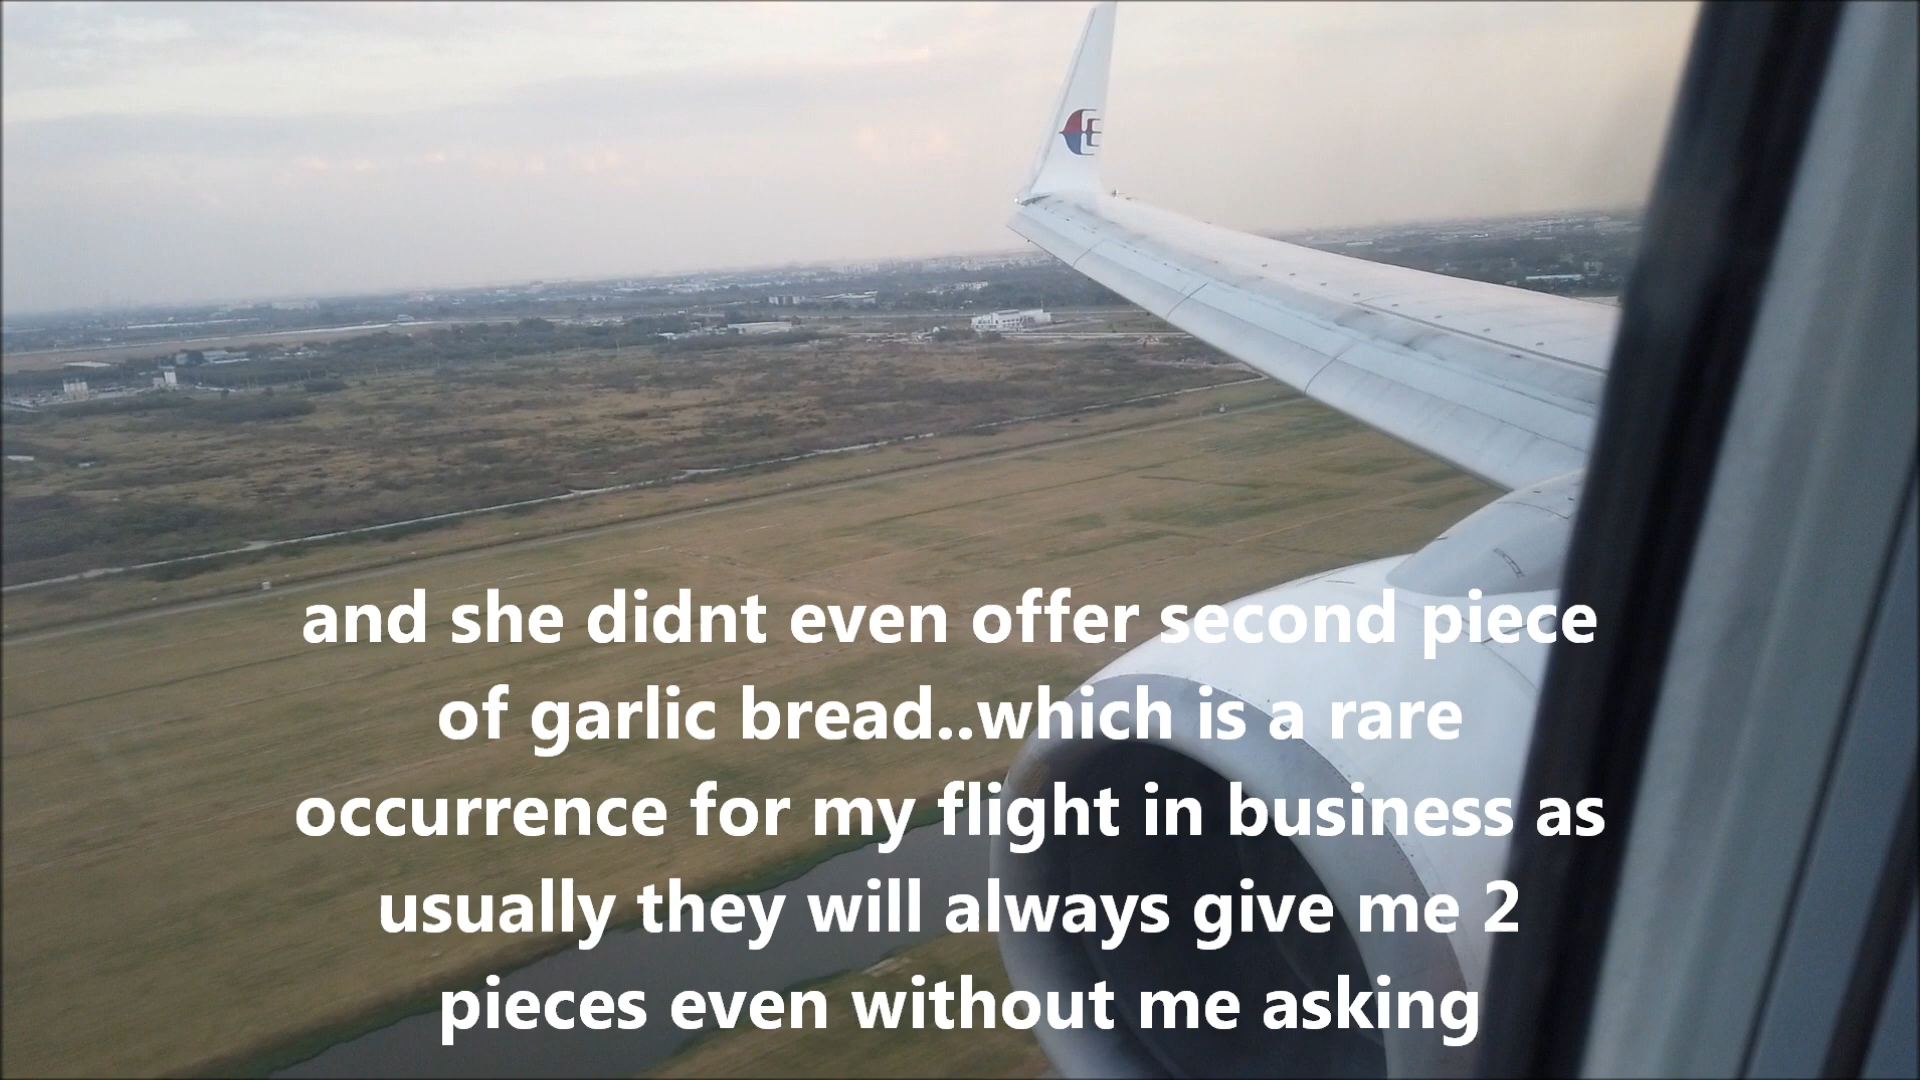 and she didnt even offer second piece
of garlic bread..which is a rare
occurrence for my flight in business as
usually they will always give me 2
pieces even without me asking